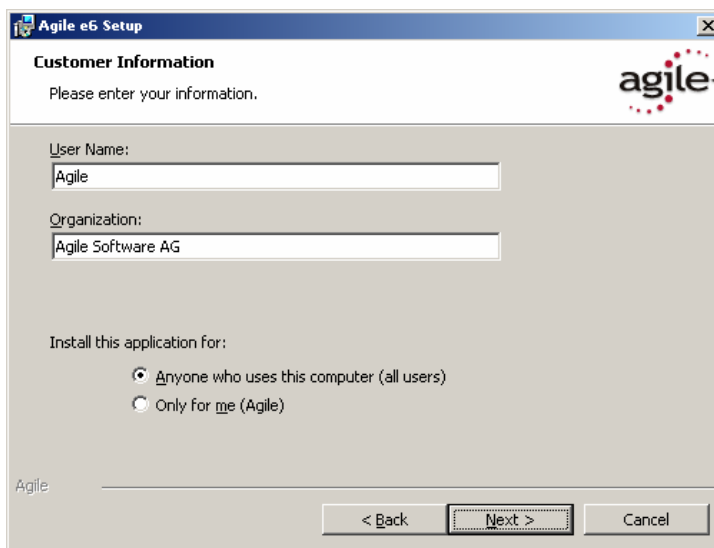 Agile e6 Setup
Customer Information
Please enter your information.
agile
User Name:
Agile
Organization:
Agile Software AG
Install this application for:
Anyone who uses this computer (all users)
Only for me (Agile)
Agile
< Back Next > Cancel